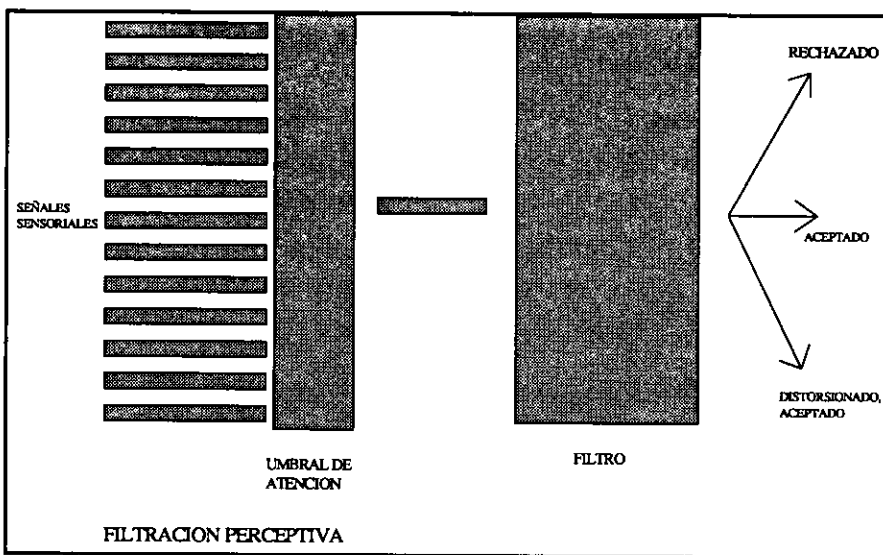 RECHAZADO
SEÑALES
SENSORIALES
ACEPTADO
DISTORSIONADO,
ACEPTADO
UMBRAL DE
ATENCION
FILTRO
FILTRACION PERCEPTIVA